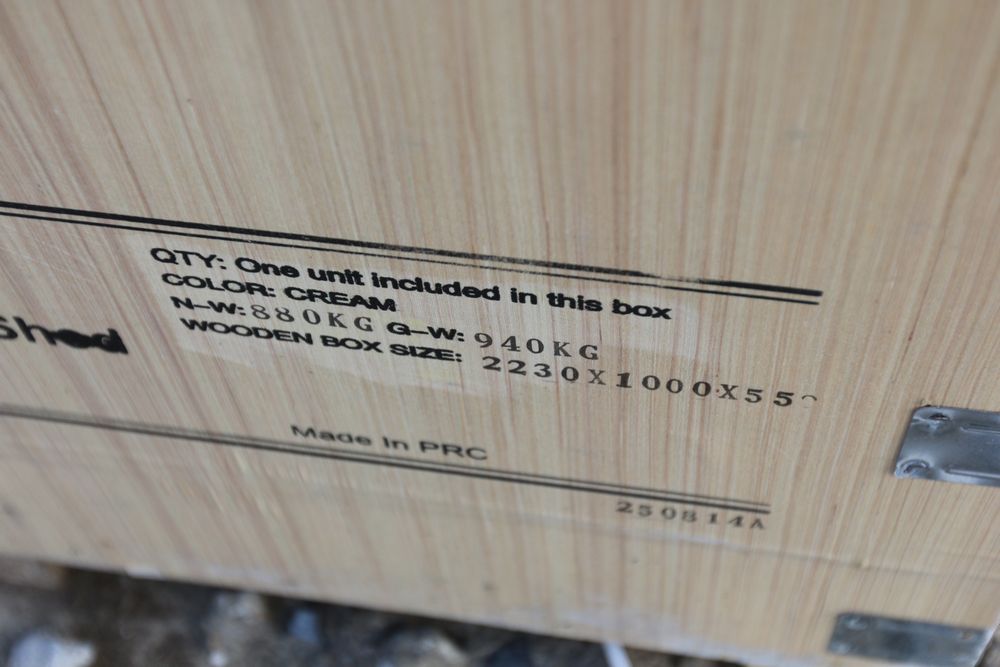 QTY: One unit included in this box
COLOR: CREAM
N-W: 880KG G-W: 940KG
Shed
WOODEN BOX SIZE: 2230X1000X55
Made In PRC
250814A